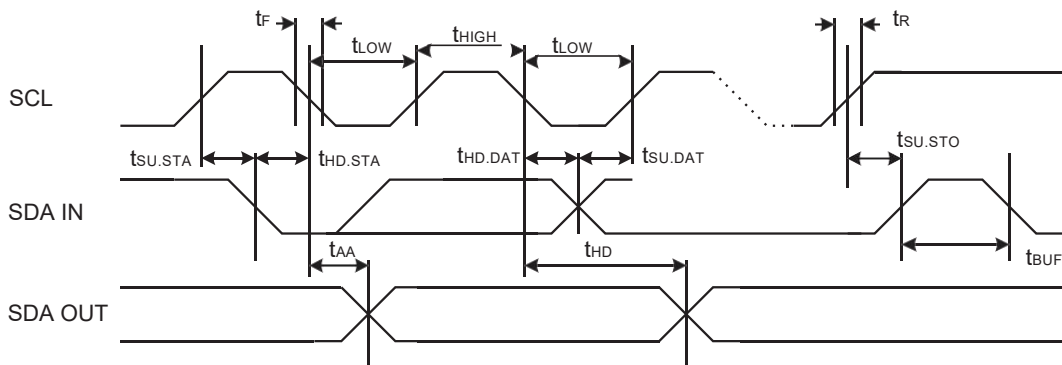 tF
tLOW
tHIGH
tLOW
tR
SCL
tSU.STA
tHD.STA
tHD.DAT
tSU.DAT
tSU.STO
SDA IN
tAA
tHD
tBUF
SDA OUT